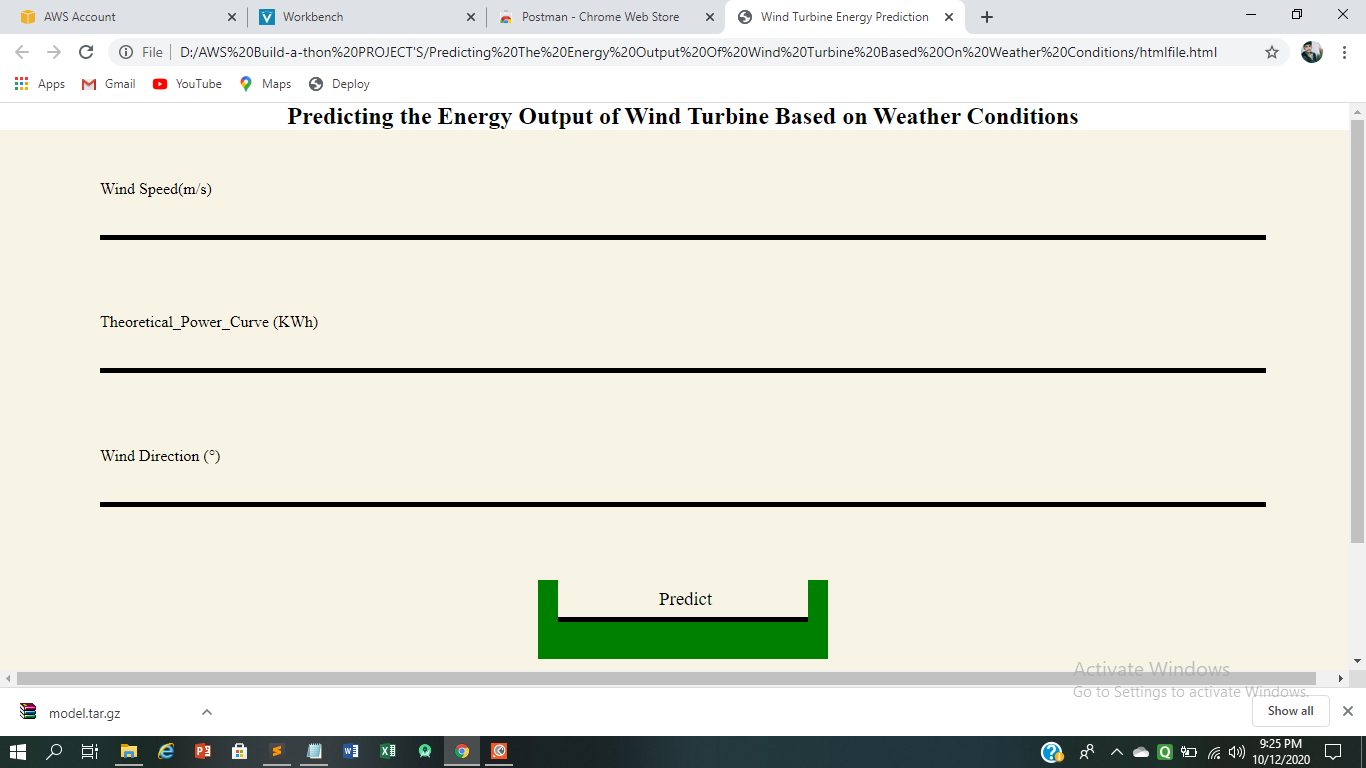 AWS Account
Workbench
Postman - Chrome Web Store
Wind Turbine Energy Prediction
File
D:/AWS%20Build-a-thon%20PROJECT'S/Predicting%20The%20Energy%20Output%20Of%20Wind%20Turbine%20Based%20On%20Weather%20Conditions/htmlfile.html
Apps
Gmail
YouTube
Maps
Deploy
Predicting the Energy Output of Wind Turbine Based on Weather Conditions
Wind Speed(m/s)
Theoretical_Power_Curve (KWh)
Wind Direction (°)
Predict
Activate Windows
Go to Settings to activate Windows.
model.tar.gz
Show all
9:25 PM
10/12/2020